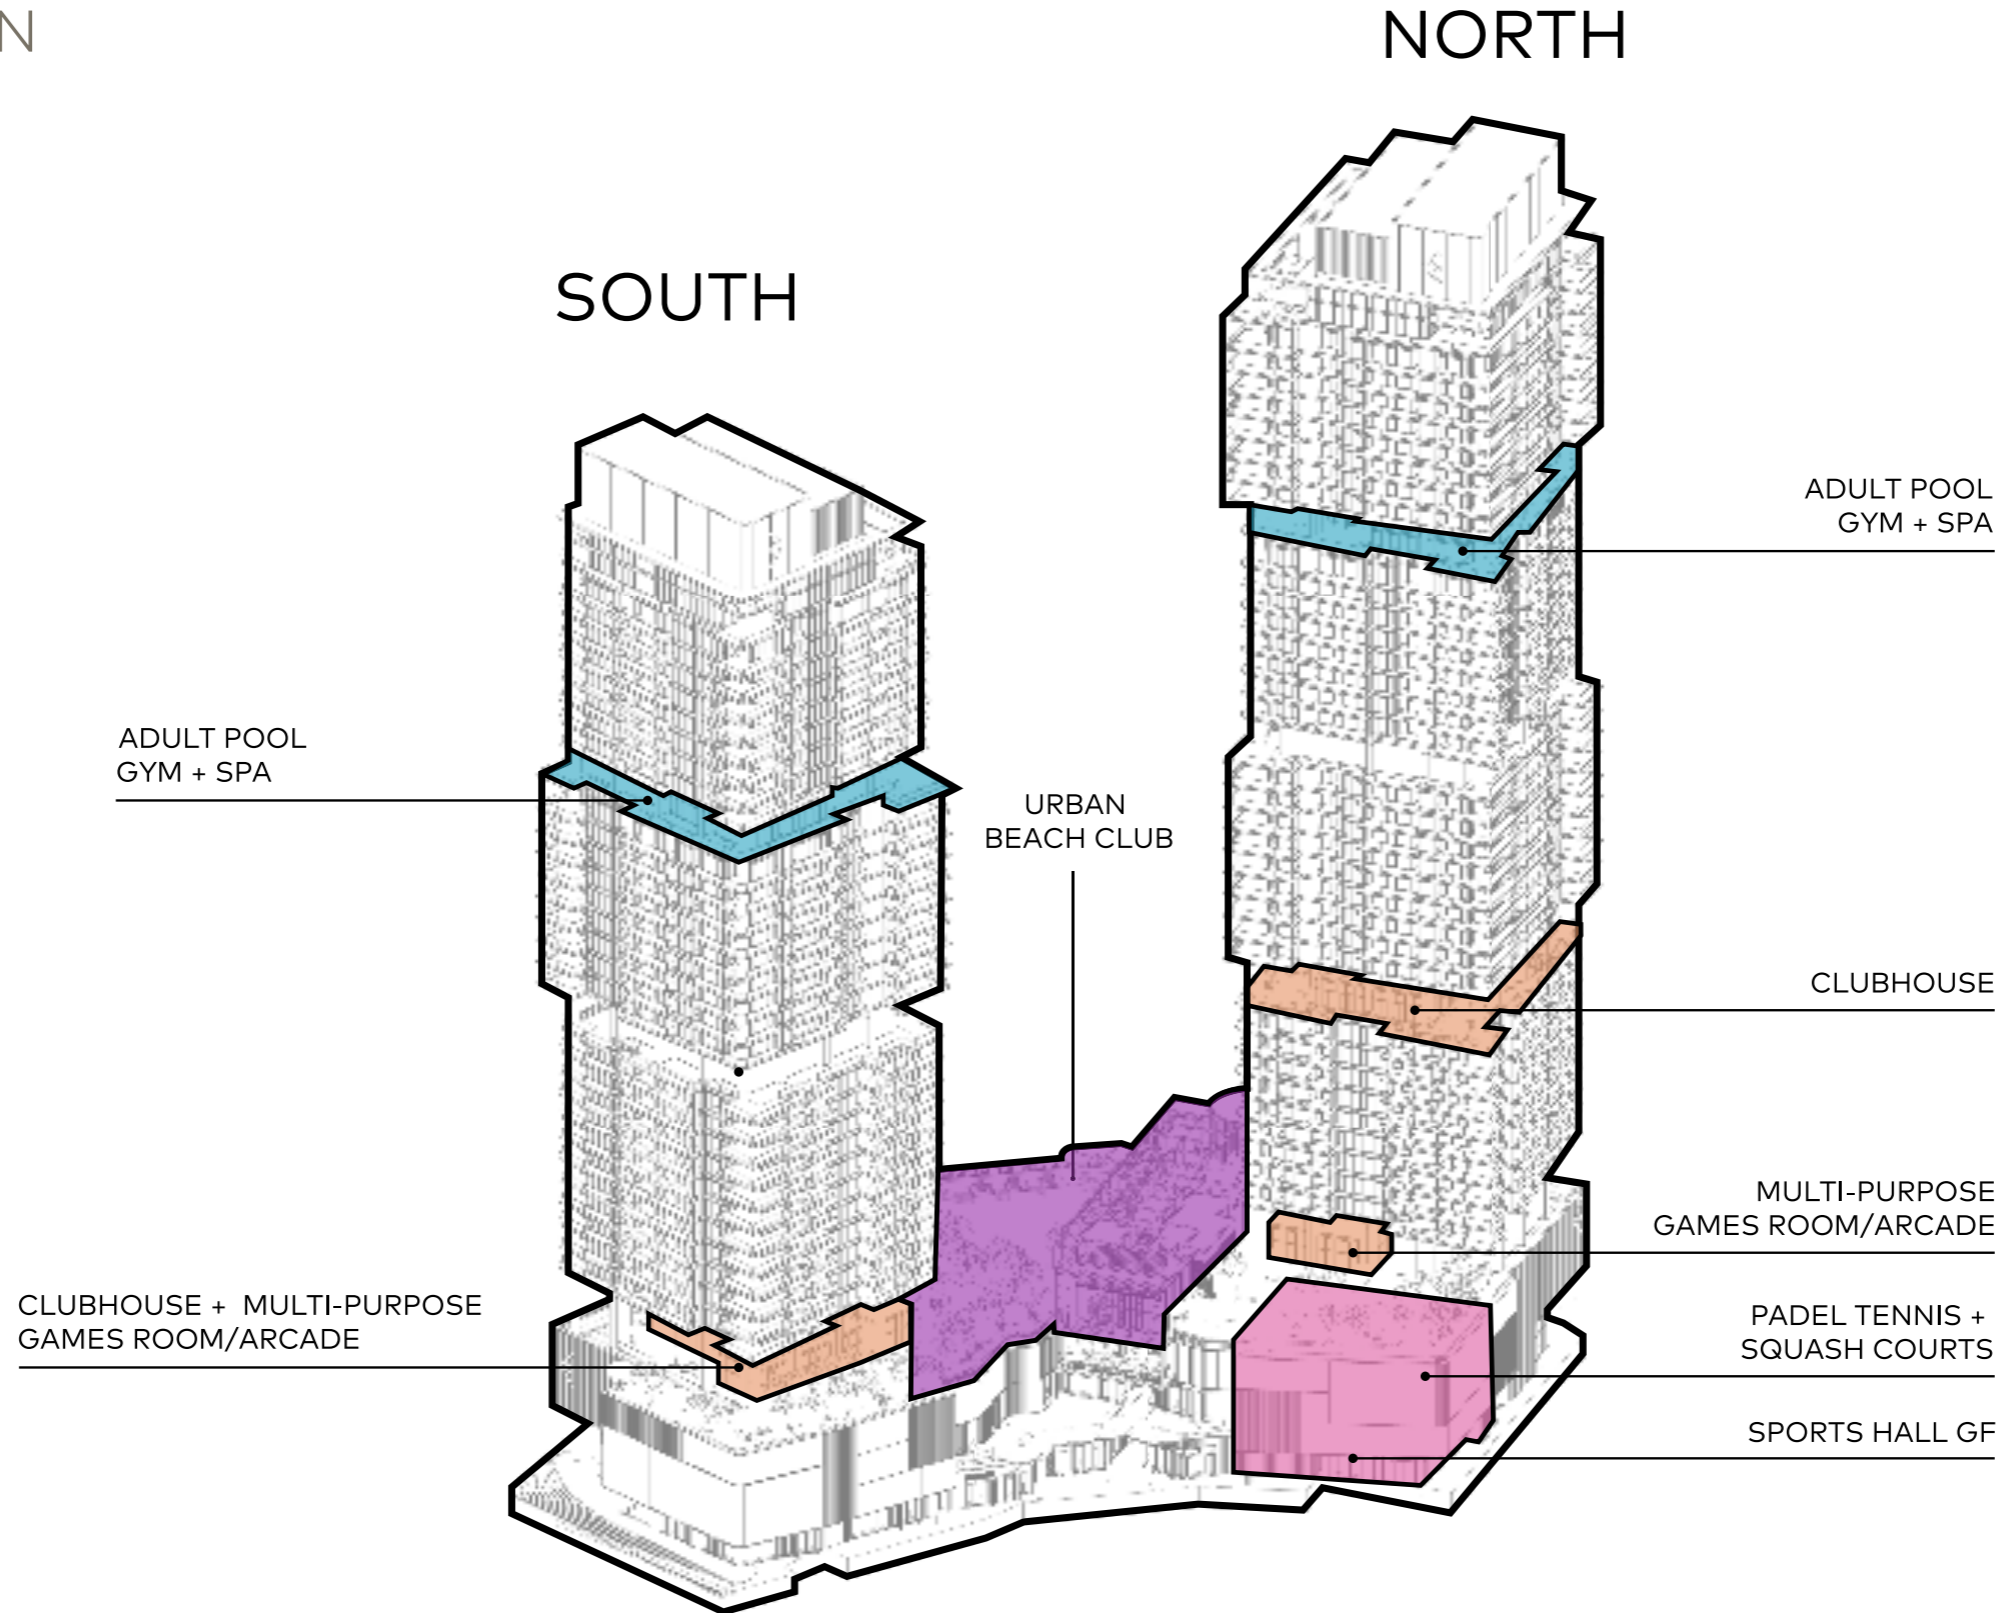 N
NORTH
SOUTH
ADULT POOL
GYM + SPA
ADULT POOL
GYM + SPA
URBAN
BEACH CLUB
CLUBHOUSE
MULTI-PURPOSE
GAMES ROOM/ARCADE
CLUBHOUSE + MULTI-PURPOSE
GAMES ROOM/ARCADE
PADEL TENNIS +
SQUASH COURTS
SPORTS HALL GF